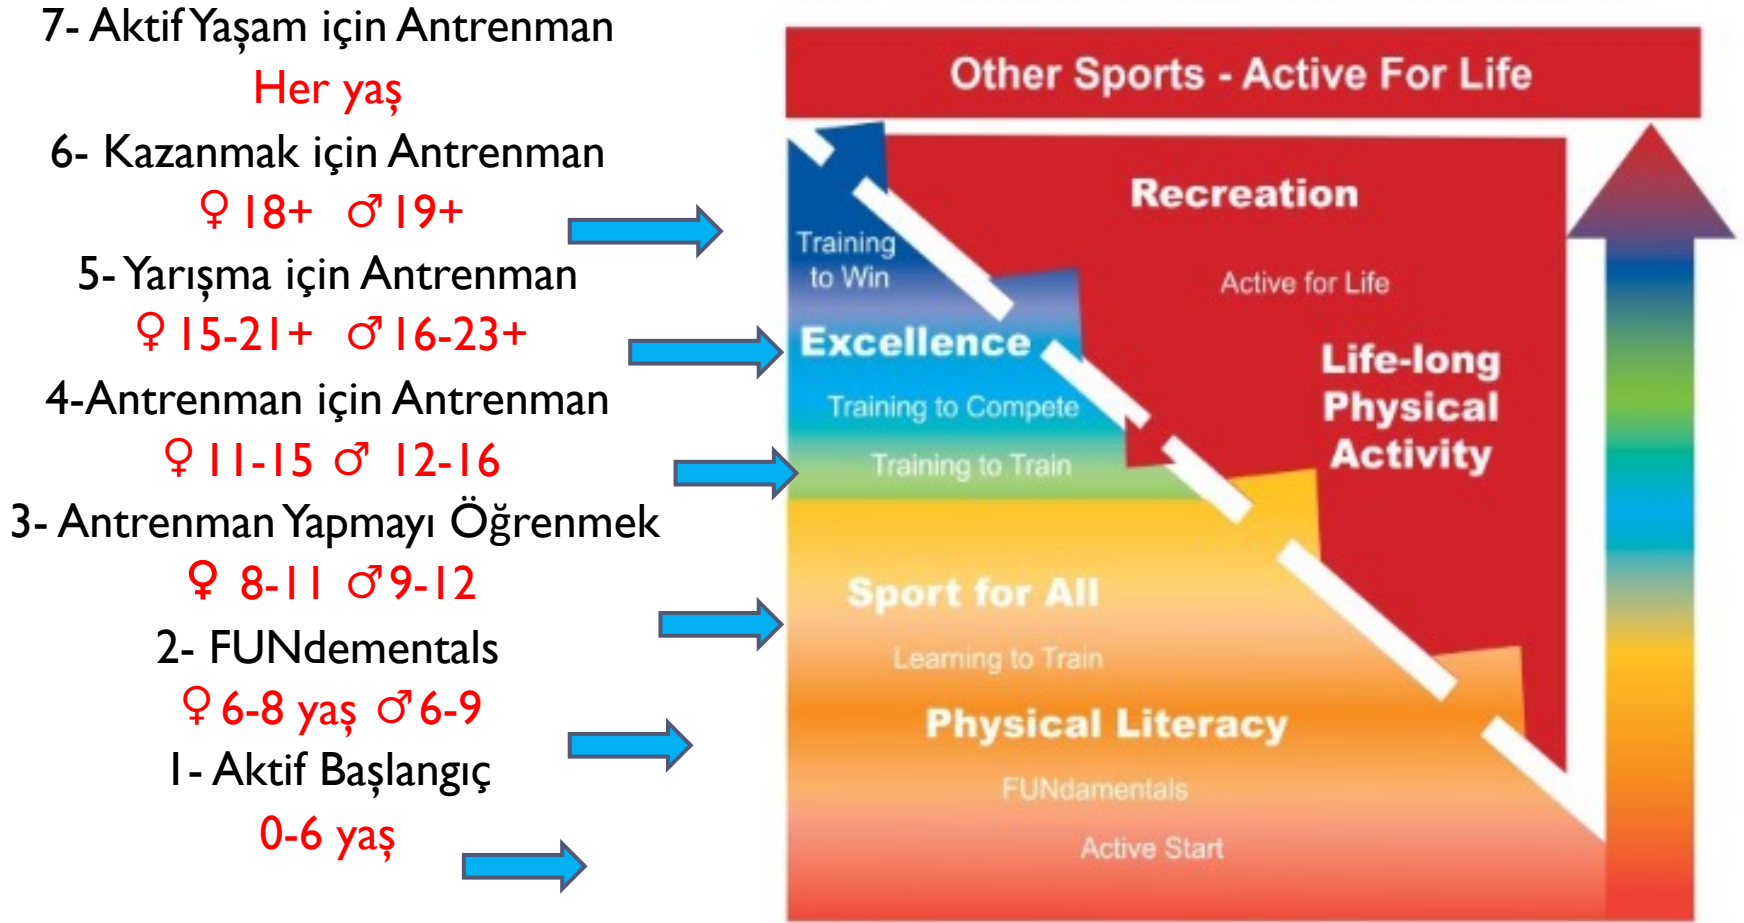 7- Aktif Yaşam için Antrenman
Her yaş
6- Kazanmak için Antrenman
♀ 18+ ♂ 19+
5- Yarışma için Antrenman
♀ 15-21+ ♂ 16-23+
4-Antrenman için Antrenman
♀ 11-15 ♂ 12-16
3- Antrenman Yapmayı Öğrenmek
♀ 8-11 ♂ 9-12
2- FUNdementals
♀ 6-8 yaş ♂ 6-9
1- Aktif Başlangıç
0-6 yaş
Other Sports - Active For Life
Recreation
Active for Life
Life-long
Physical
Activity
Training
to Win
Excellence
Training to Compete
Training to Train
Sport for All
Learning to Train
Physical Literacy
FUNdamentals
Active Start